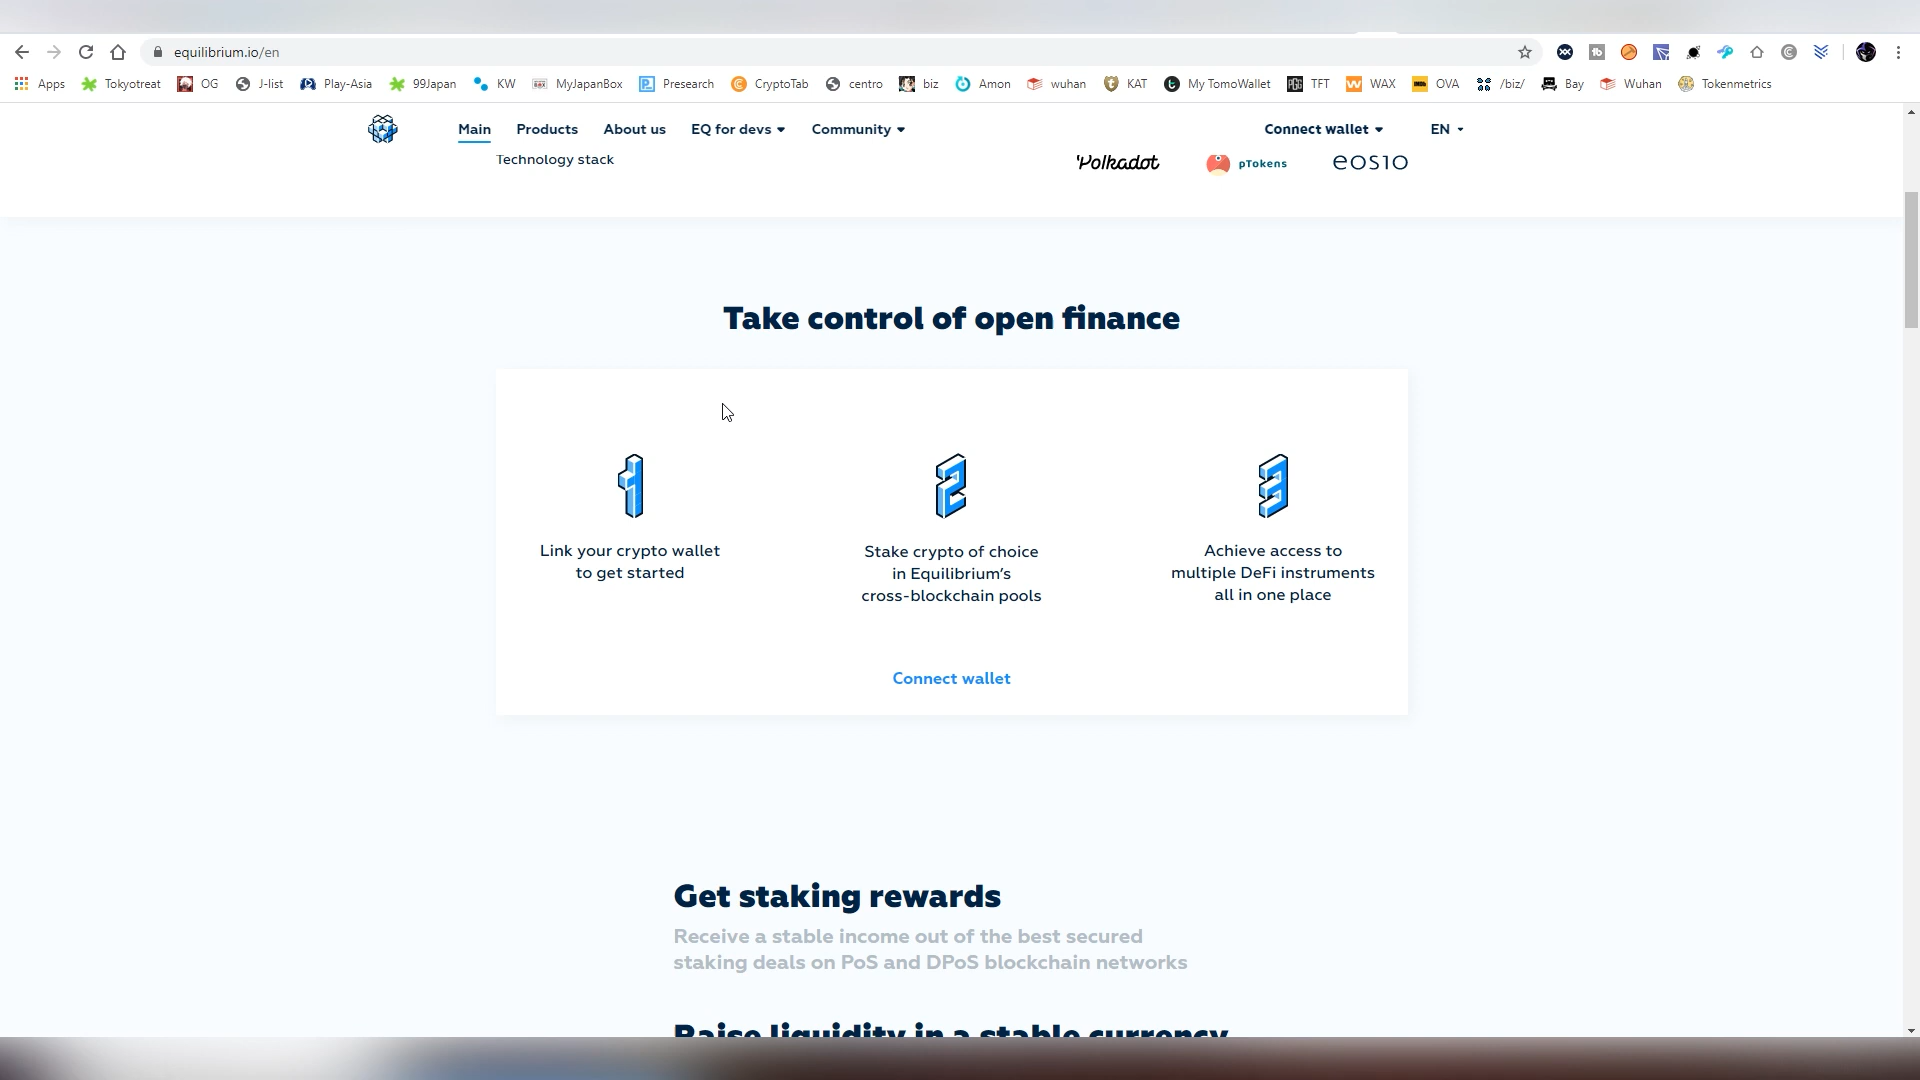 equilibrium.io/en
Apps Tokyotreat OG J-list Play-Asia 99Japan KW MyJapanBox Presearch CryptoTab centro biz Amon wuhan KAT My TomoWallet TFT WAX OVA /biz/ Bay Wuhan Tokenmetrics
Main Products About us EQ for devs Community Connect wallet EN
Technology stack Polkadot pTokens eosio
Take control of open finance
1
Link your crypto wallet
to get started
2
Stake crypto of choice
in Equilibrium's
cross-blockchain pools
3
Achieve access to
multiple DeFi instruments
all in one place
Connect wallet
Get staking rewards
Receive a stable income out of the best secured
staking deals on PoS and DPoS blockchain networks
Raise liquidity in a stable currency